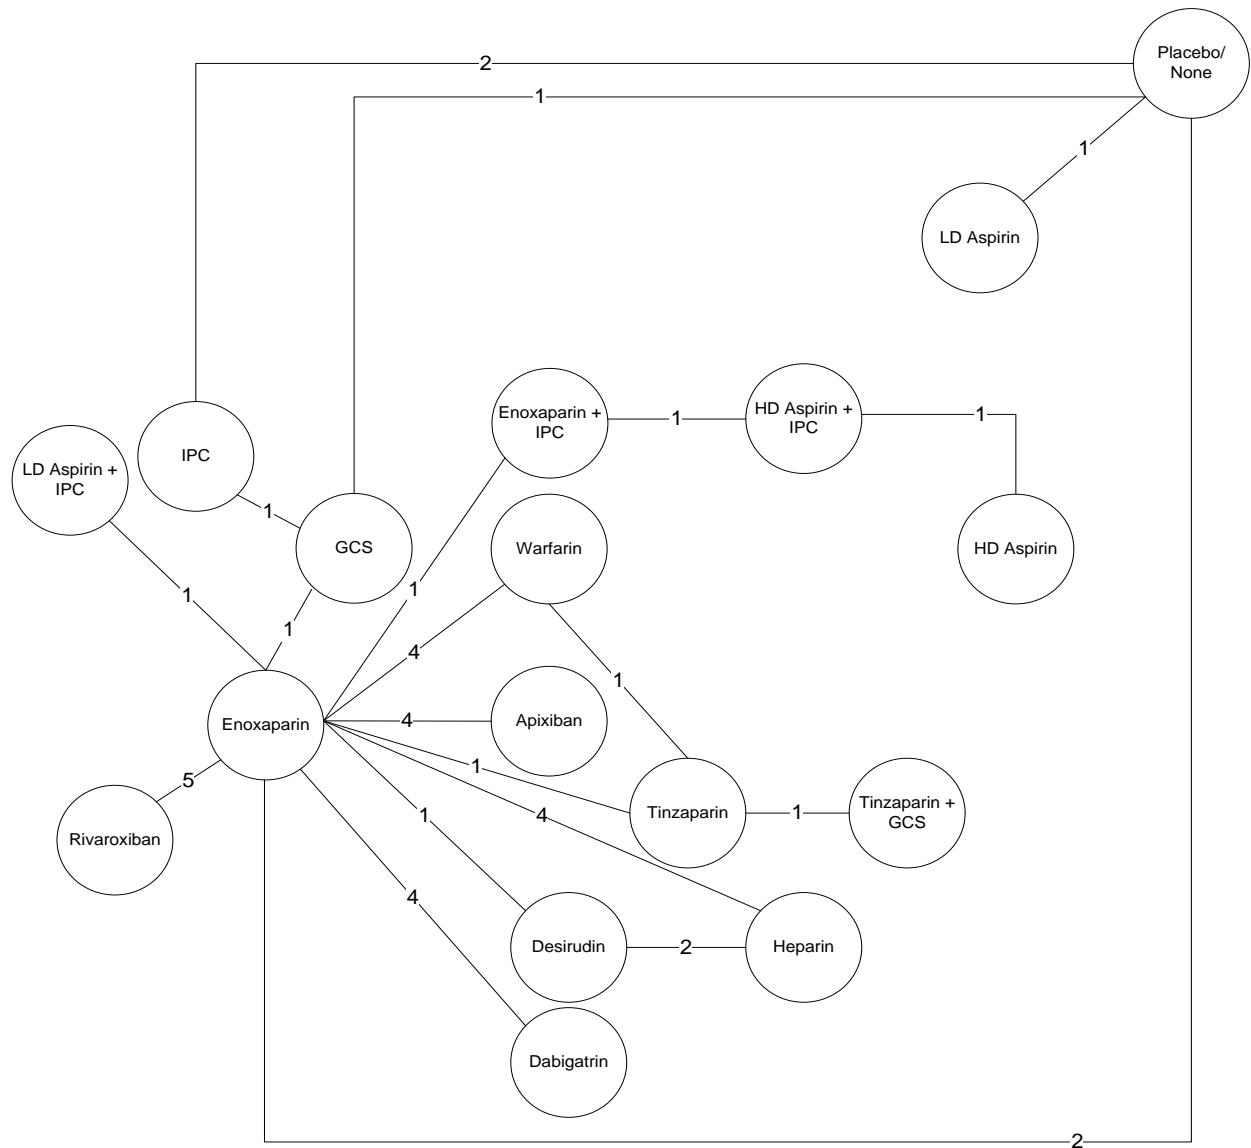 Placebo/
None
2
1
1
LD Aspirin
Enoxaparin +
IPC
1
HD Aspirin +
IPC
1
LD Aspirin +
IPC
IPC
1
GCS
Warfarin
HD Aspirin
1
1
1
4
1
Enoxaparin
4
Apixiban
5
1
1
4
Rivaroxiban
Tinzaparin
1
Tinzaparin +
GCS
4
Desirudin
2
Heparin
Dabigatrin
2